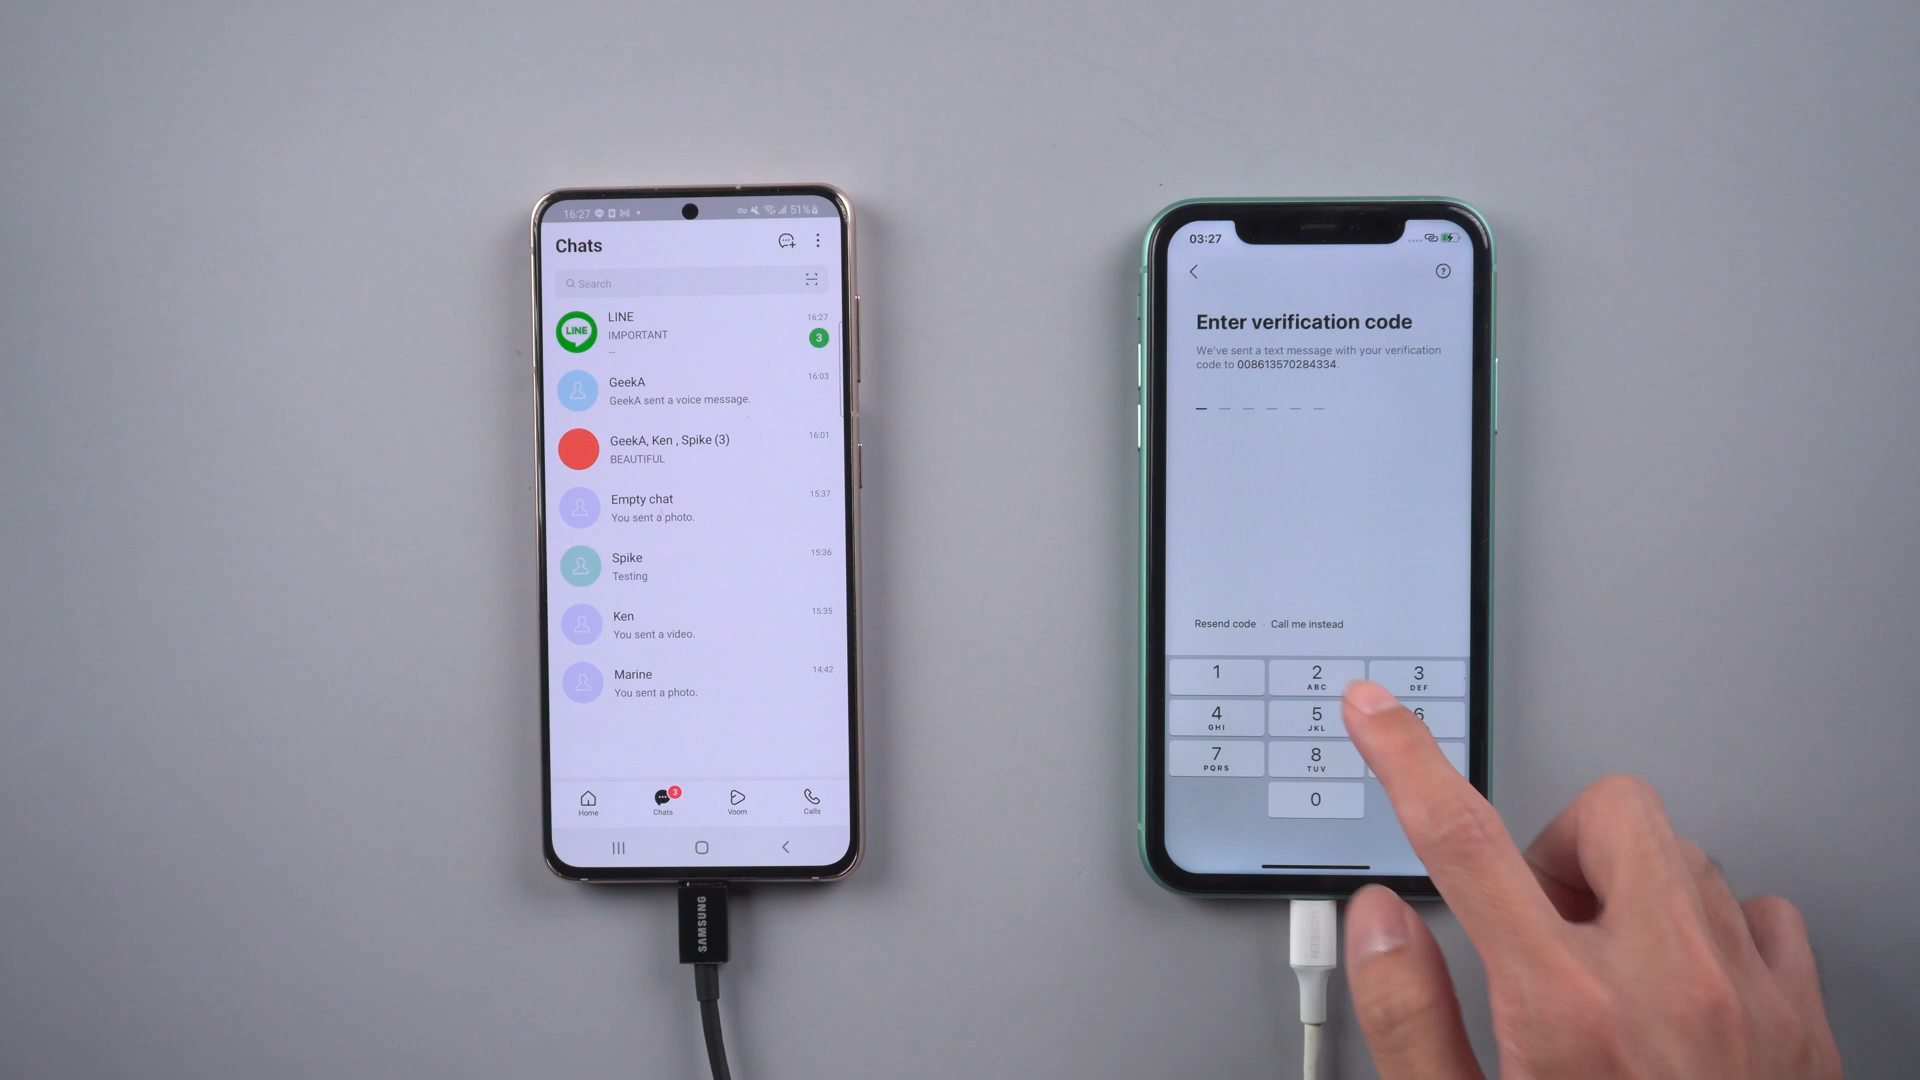 16:27
51%
Chats
Search
LINE
LINE
16:27
IMPORTANT
3
...
GeekA
16:03
GeekA sent a voice message.
GeekA, Ken , Spike (3)
16:01
BEAUTIFUL
Empty chat
15:37
You sent a photo.
Spike
15:36
Testing
Ken
15:35
You sent a video.
Marine
14:42
You sent a photo.
3
Home
Chats
Voom
Calls
SAMSUNG
03:27
?
Enter verification code
We've sent a text message with your verification
code to 008613570284334.
Resend code
Call me instead
1
2
3
ABC
DEF
4
5
6
GHI
JKL
7
8
PQRS
TUV
0
UGREEN